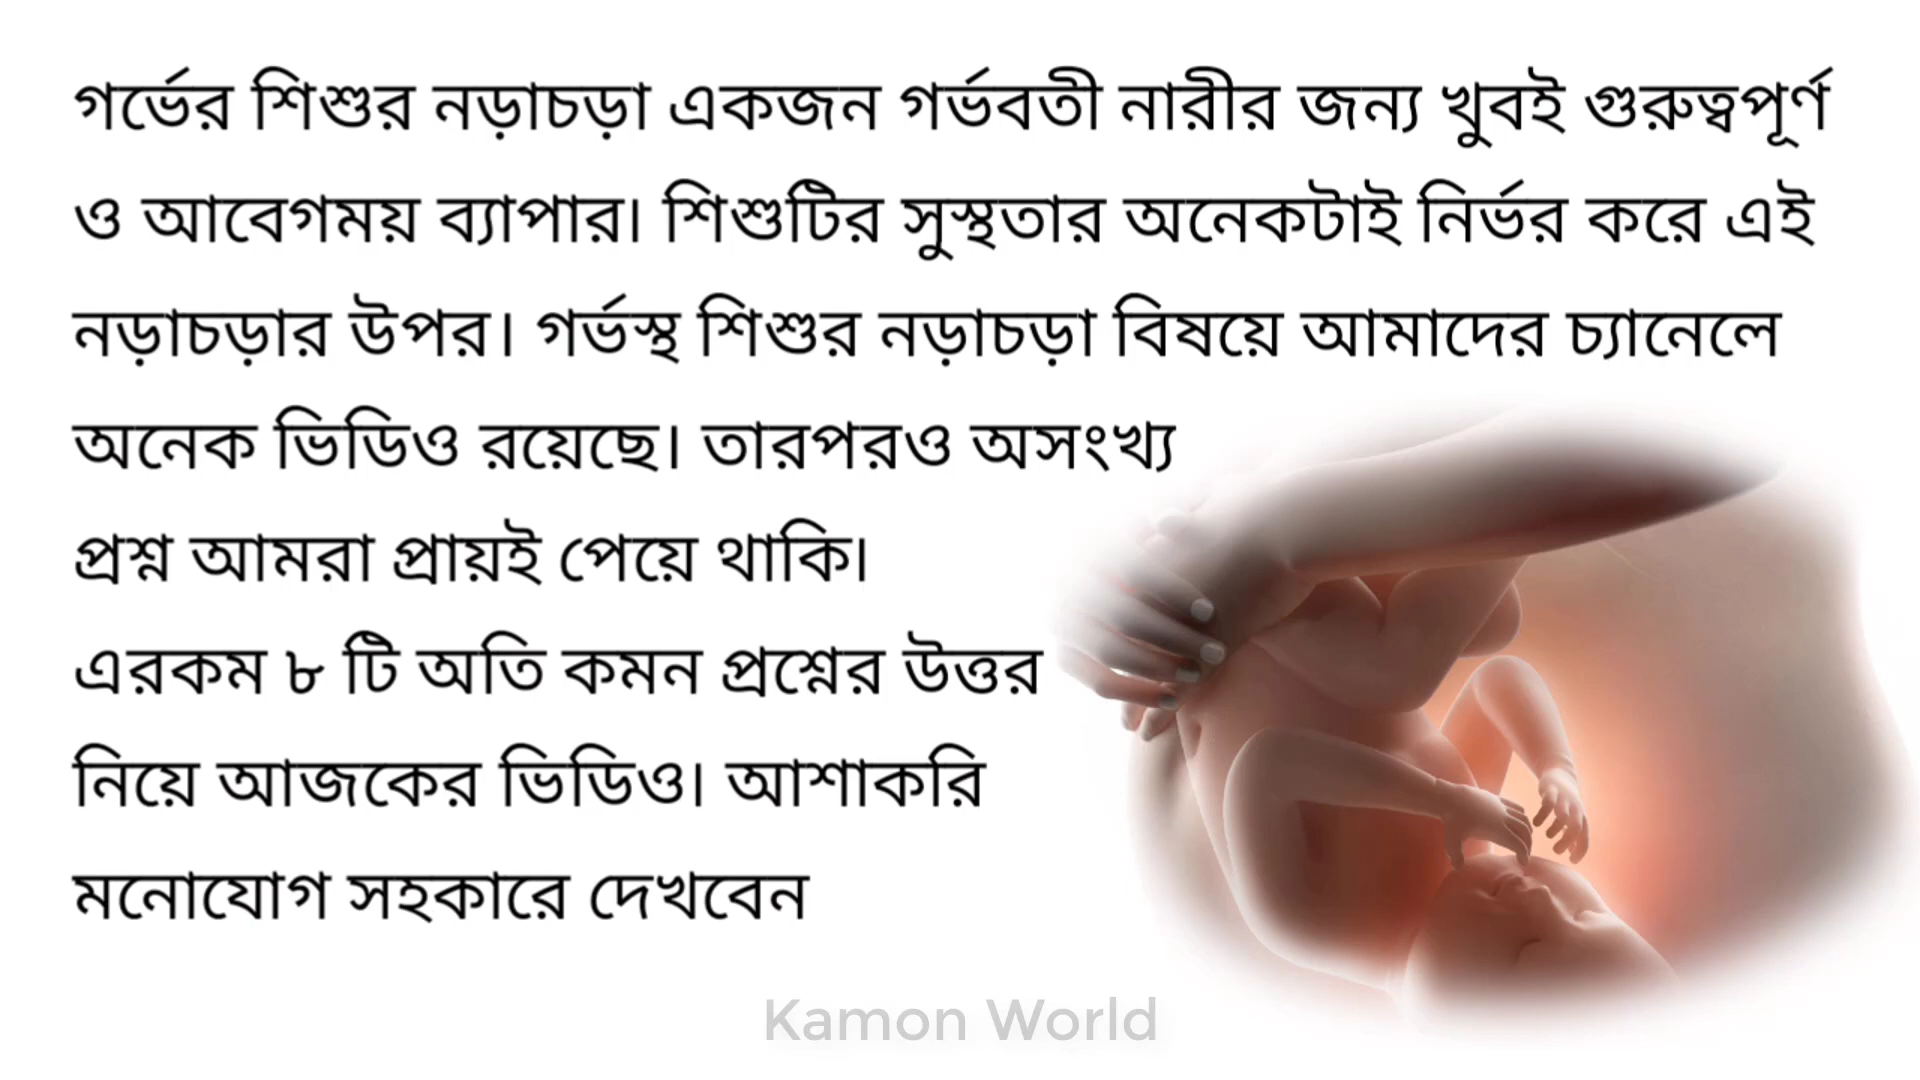 গর্ভের শিশুর নড়াচড়া একজন গর্ভবতী নারীর জন্য খুবই গুরুত্বপূর্ণ
ও আবেগময় ব্যাপার। শিশুটির সুস্থতার অনেকটাই নির্ভর করে এই
নড়াচড়ার উপর। গর্ভস্থ শিশুর নড়াচড়া বিষয়ে আমাদের চ্যানেলে
অনেক ভিডিও রয়েছে। তারপরও অসংখ্য
প্রশ্ন আমরা প্রায়ই পেয়ে থাকি।
এরকম ৮ টি অতি কমন প্রশ্নের উত্তর
নিয়ে আজকের ভিডিও। আশাকরি
মনোযোগ সহকারে দেখবেন
Kamon World